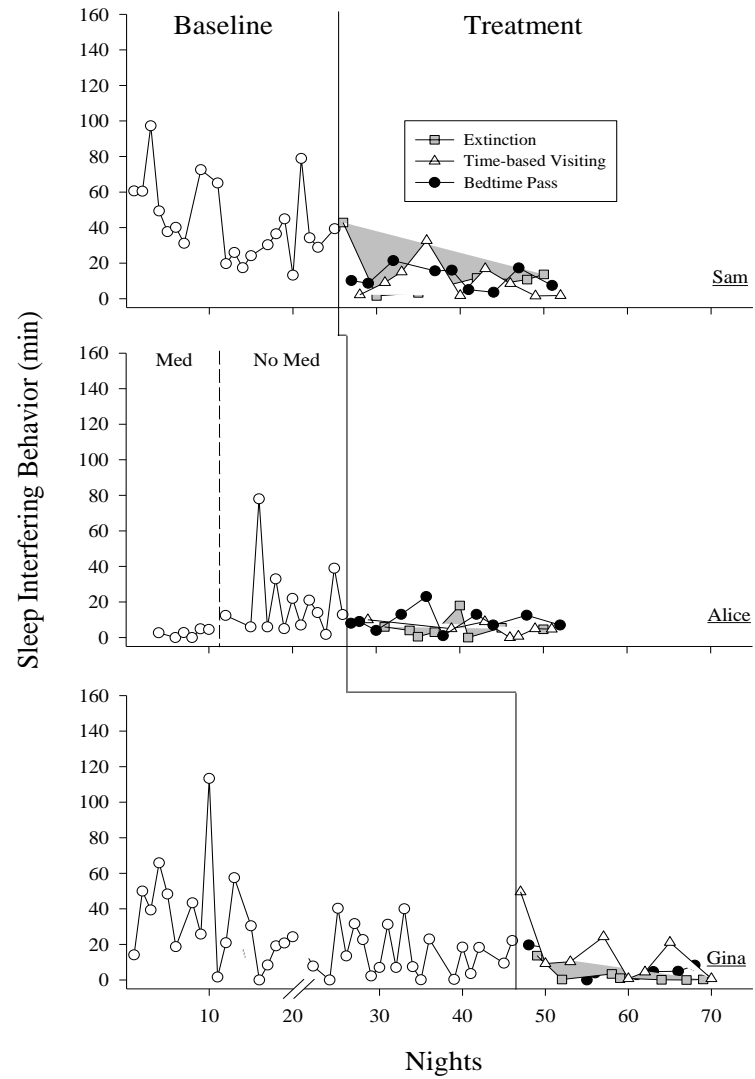 Baseline Treatment
160
140
120
100
80
60
40
20
0
Extinction
Time-based Visiting
Bedtime Pass
Sam
Sleep Interfering Behavior (min)
160
140
120
100
80
60
40
20
0
Med No Med
Alice
160
140
120
100
80
60
40
20
0
Gina
10 20 30 40 50 60 70
Nights